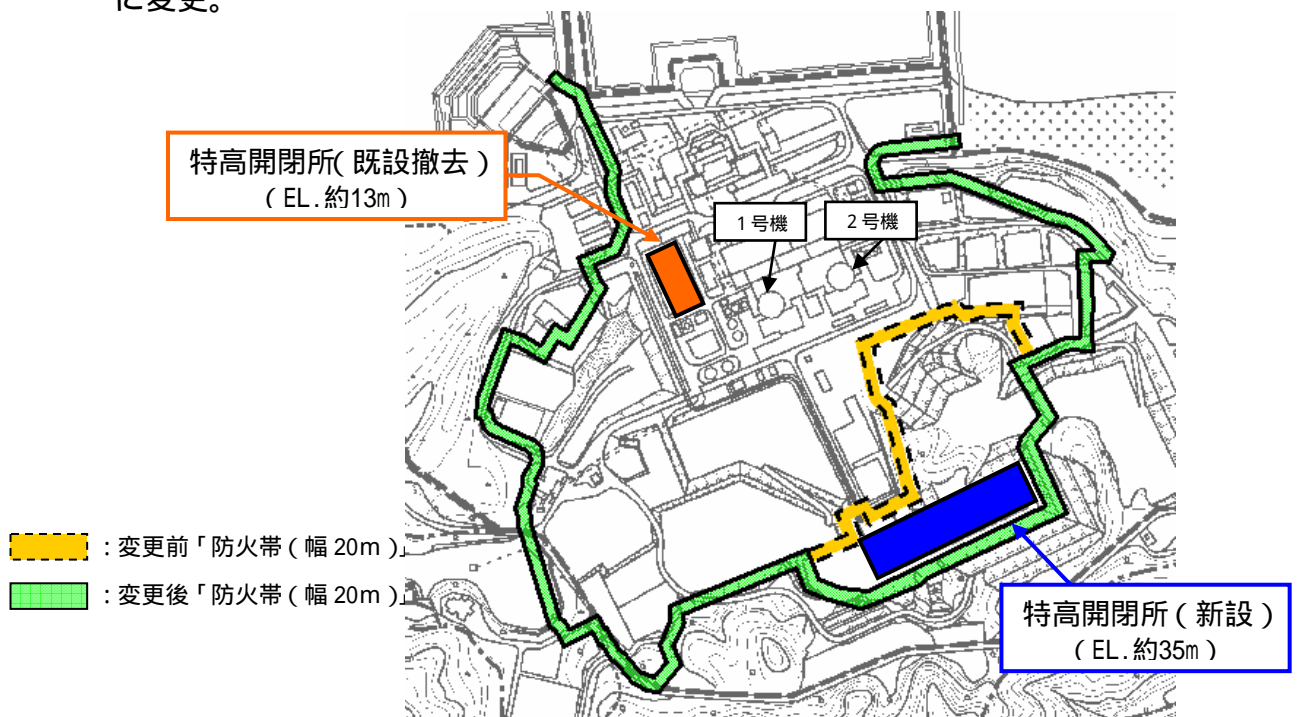 に変更。
特高開閉所(既設撤去)
(EL.約13m)
1号機
2号機
:変更前「防火帯(幅20m)」
:変更後「防火帯(幅20m)」
特高開閉所(新設)
(EL.約35m)